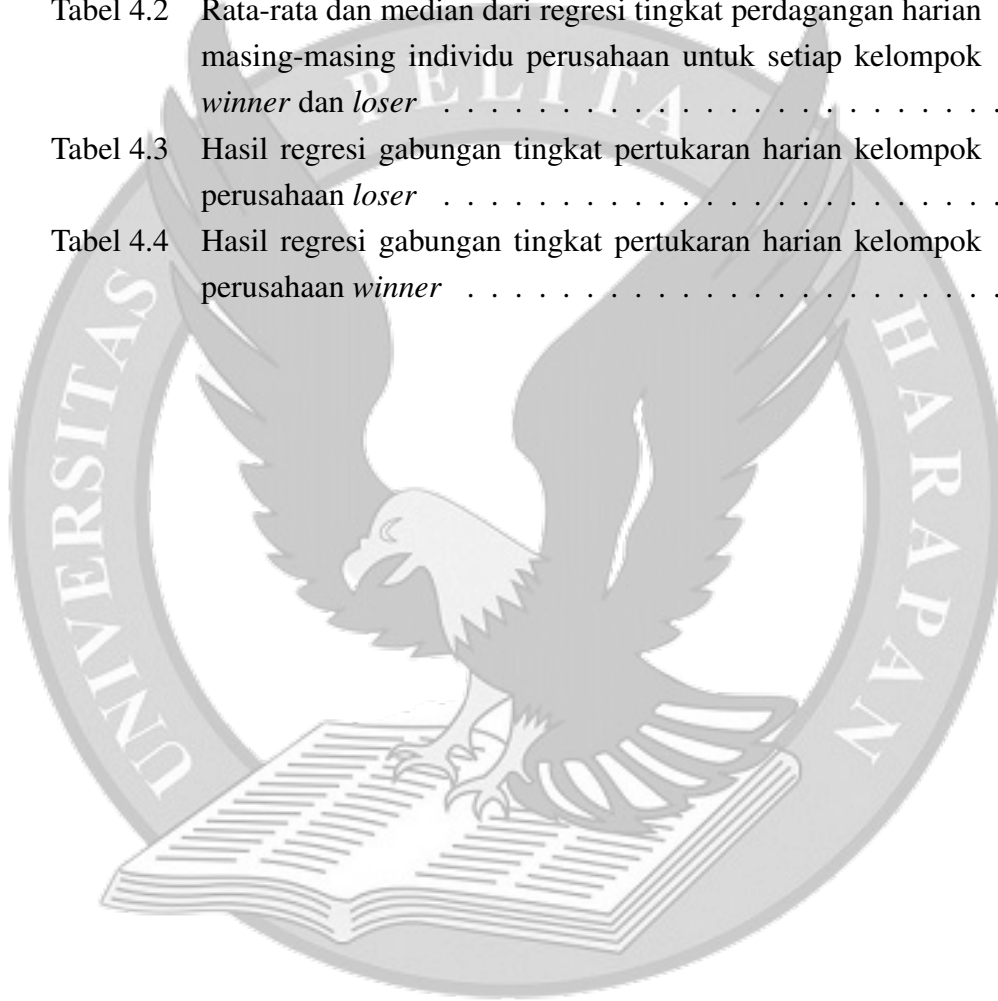 Tabel 4.2 Rata-rata dan median dari regresi tingkat perdagangan harian
masing-masing individu perusahaan untuk setiap kelompok
winner dan loser . . . . . . . . . . . . . . . . . . . . . . . .
Tabel 4.3 Hasil regresi gabungan tingkat pertukaran harian kelompok
perusahaan loser . . . . . . . . . . . . . . . . . . . . . . . .
Tabel 4.4 Hasil regresi gabungan tingkat pertukaran harian kelompok
perusahaan winner . . . . . . . . . . . . . . . . . . . . . . .
UNIVERSITAS PELITA HARAPAN